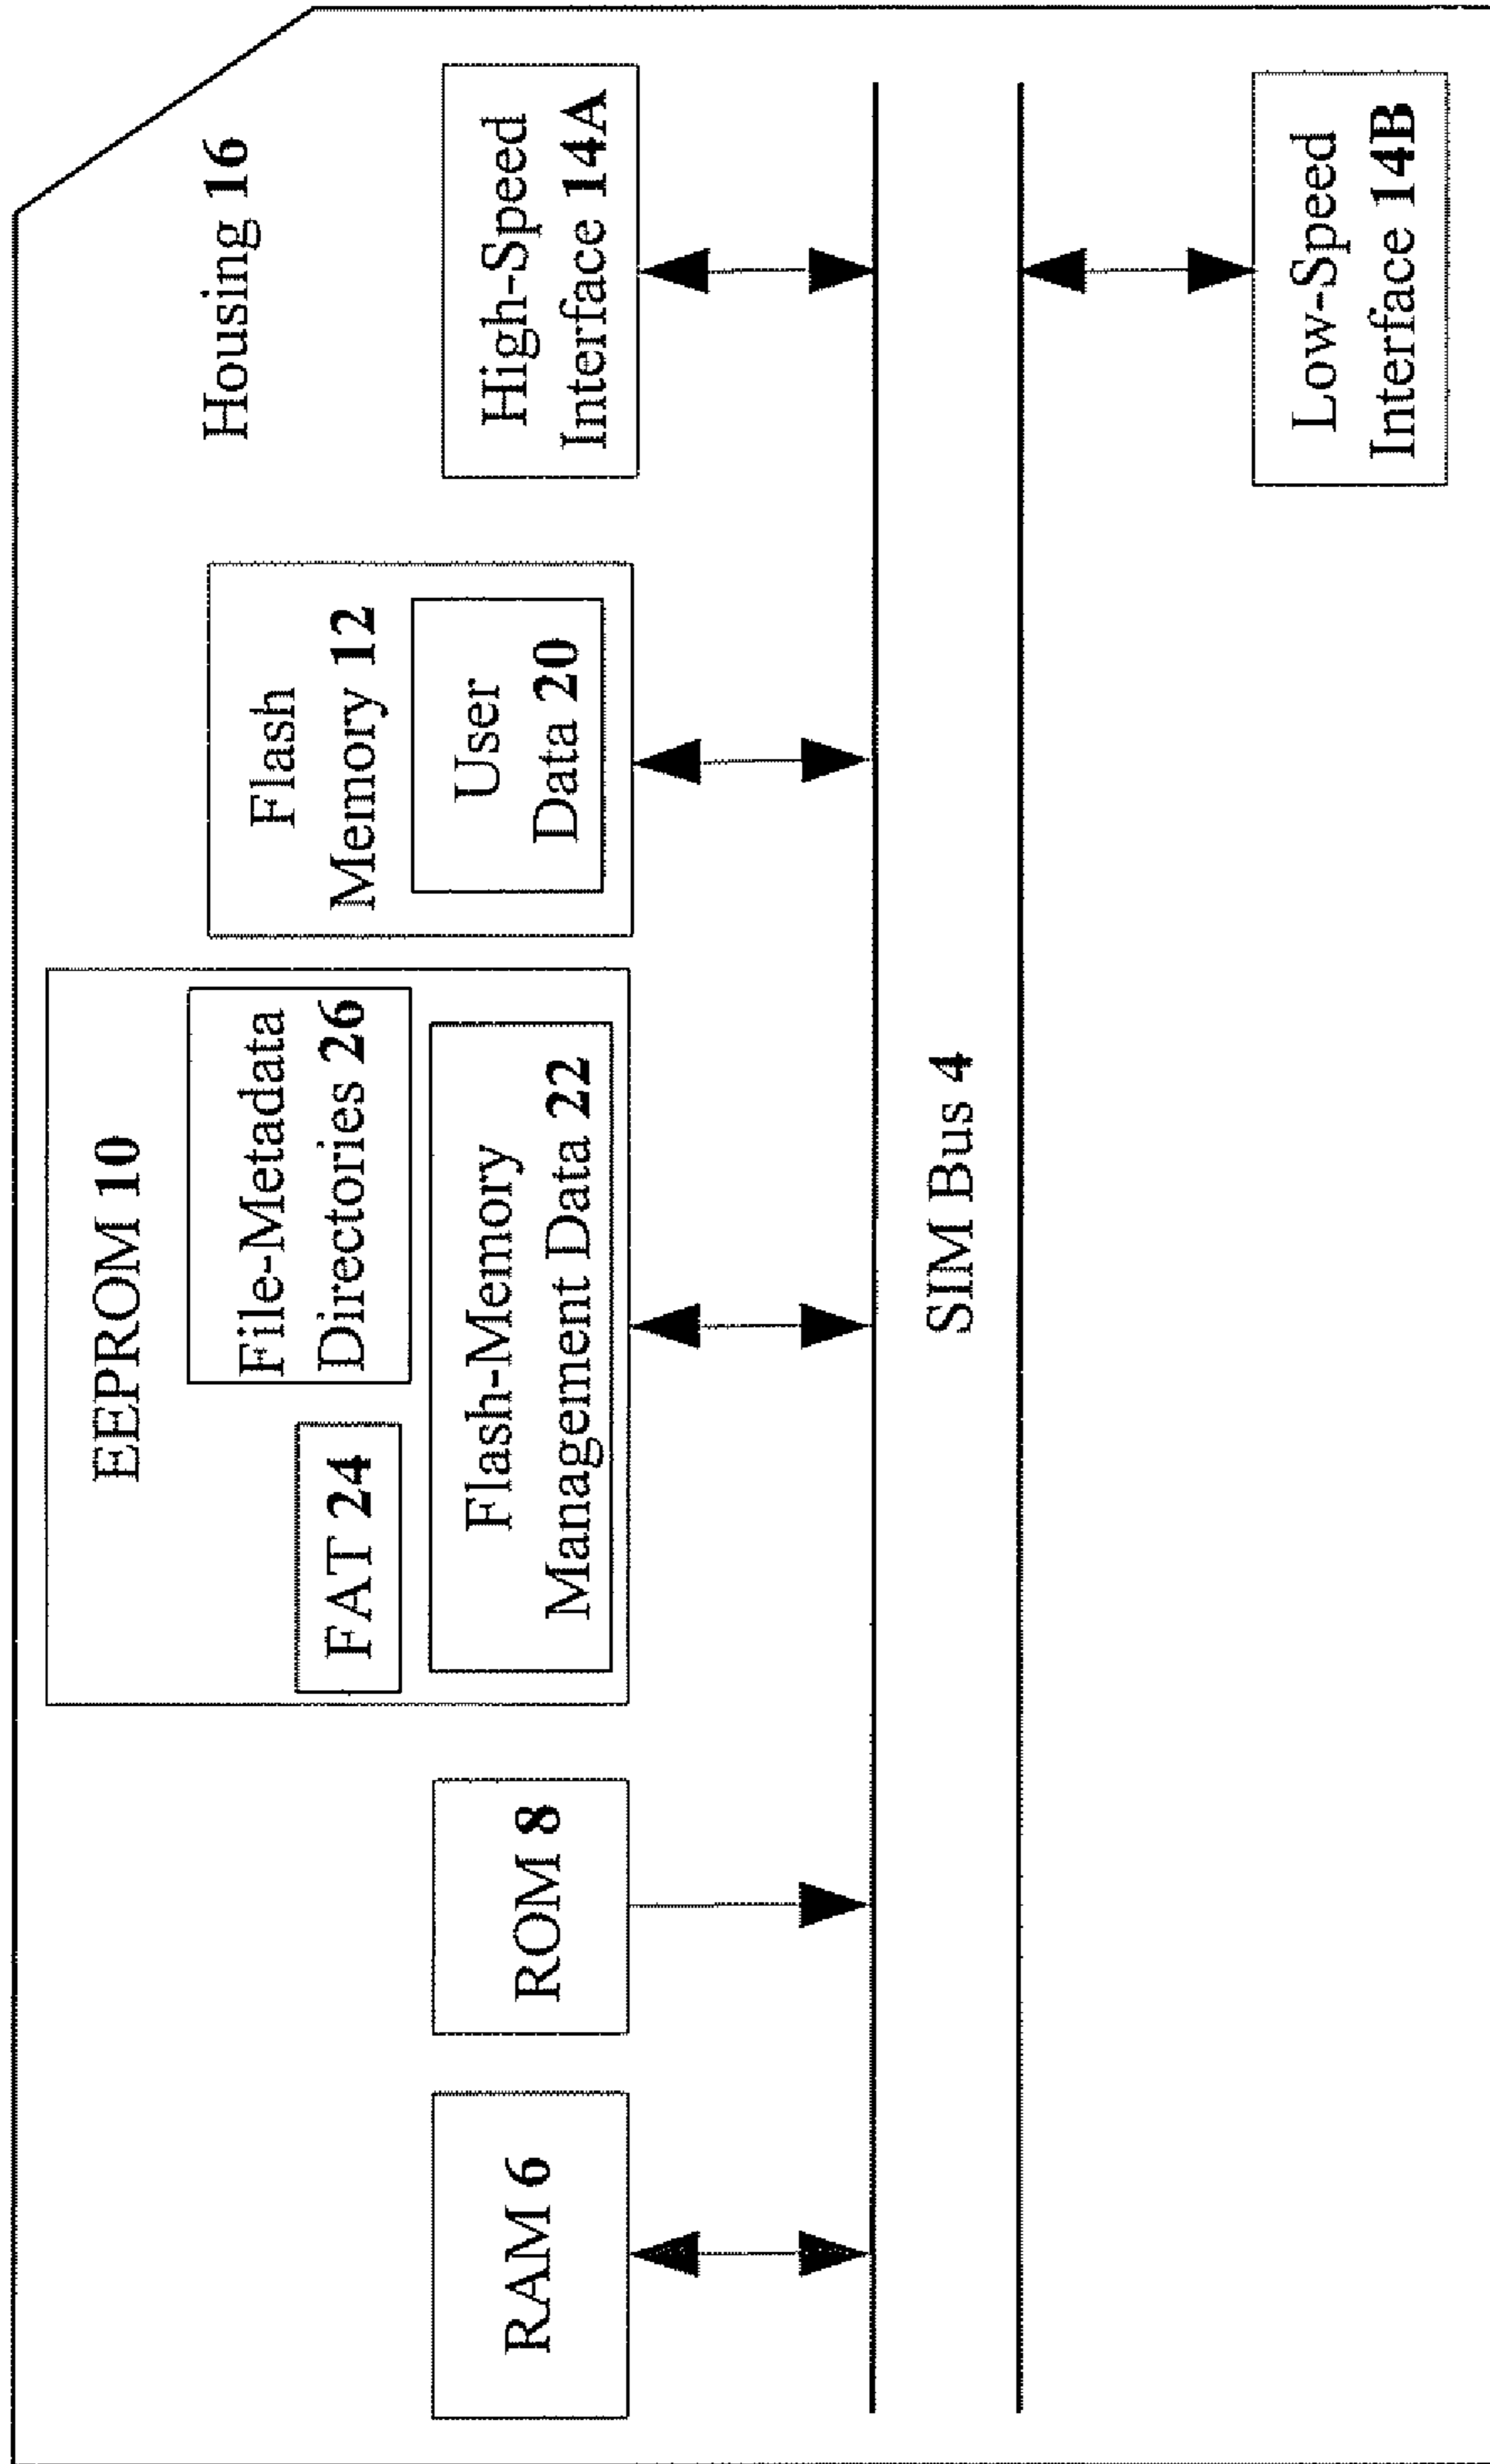 Housing 16
EEPROM 10
File-Metadata
Directories 26
FAT 24
Flash-Memory
Management Data 22
Flash
Memory 12
User
Data 20
RAM 6
ROM 8
High-Speed
Interface 14A
SIM Bus 4
Low-Speed
Interface 14B